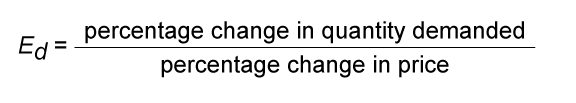 percentage change in quantity demanded
Ed =
percentage change in price